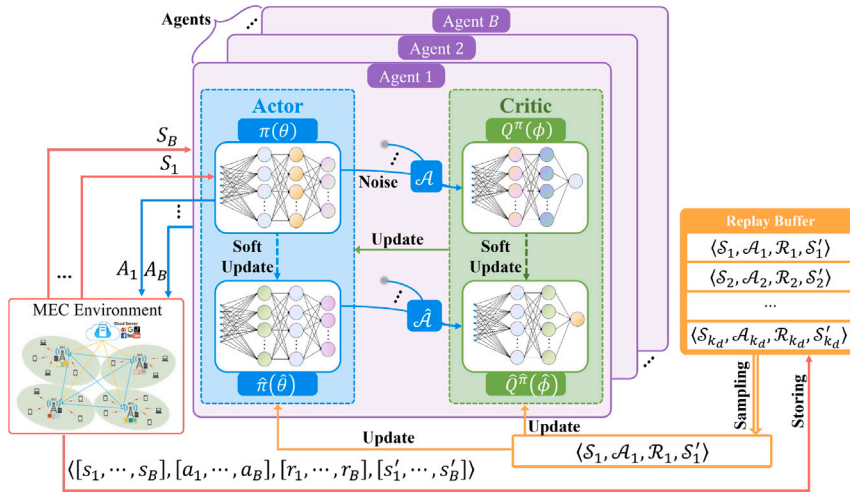 Agents
Agent B
Agent 2
Agent 1
Actor
π(θ)
Critic
Q^π(ϕ)
S_B
S_1
⋮
A_1 A_B
...
Noise
𝒜
Soft
Update
Update
Soft
Update
𝒜̂
π̂(θ̂)
Q̂^π̂(ϕ̂)
MEC Environment
Cloud Server
Replay Buffer
⟨𝒮_1, 𝒜_1, ℛ_1, 𝒮′_1⟩
⟨𝒮_2, 𝒜_2, ℛ_2, 𝒮′_2⟩
...
⟨𝒮_{k_d}, 𝒜_{k_d}, ℛ_{k_d}, 𝒮′_{k_d}⟩
Sampling
Storing
Update
Update
⟨𝒮_1, 𝒜_1, ℛ_1, 𝒮′_1⟩
⟨[s_1, ⋯, s_B], [a_1, ⋯, a_B], [r_1, ⋯, r_B], [s′_1, ⋯, s′_B]⟩